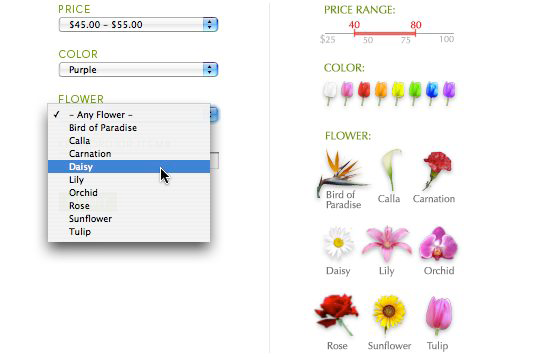 PRICE
$45.00 – $55.00
COLOR
Purple
FLOWER
✓ - Any Flower -
Bird of Paradise
Calla
Carnation
Daisy
Lily
Orchid
Rose
Sunflower
Tulip
PRICE RANGE:
40 80
$25 50 75 100
COLOR:
FLOWER:
Bird of
Paradise Calla Carnation
Daisy Lily Orchid
Rose Sunflower Tulip